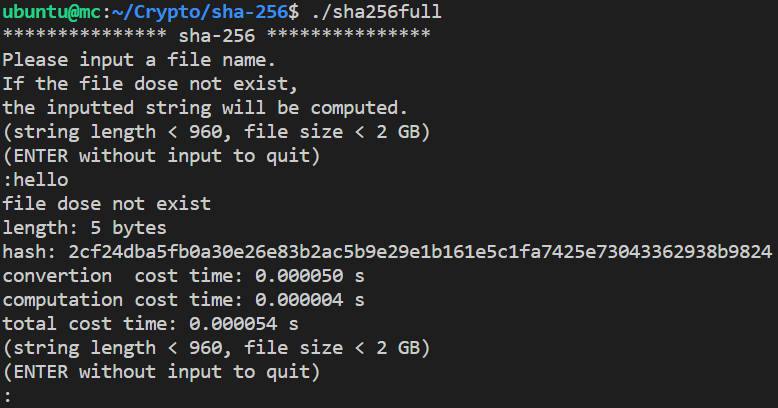 ubuntu@mc:~/Crypto/sha-256$ ./sha256full
*************** sha-256 ***************
Please input a file name.
If the file dose not exist,
the inputted string will be computed.
(string length < 960, file size < 2 GB)
(ENTER without input to quit)
:hello
file dose not exist
length: 5 bytes
hash: 2cf24dba5fb0a30e26e83b2ac5b9e29e1b161e5c1fa7425e73043362938b9824
convertion  cost time: 0.000050 s
computation cost time: 0.000004 s
total cost time: 0.000054 s
(string length < 960, file size < 2 GB)
(ENTER without input to quit)
: